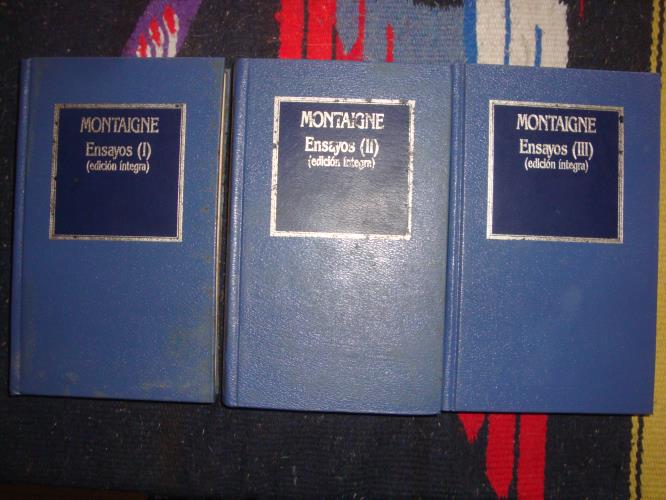 MONTAIGNE
Ensayos (I)
(edición íntegra)
MONTAIGNE
Ensayos (II)
(edición íntegra)
MONTAIGNE
Ensayos (III)
(edición íntegra)